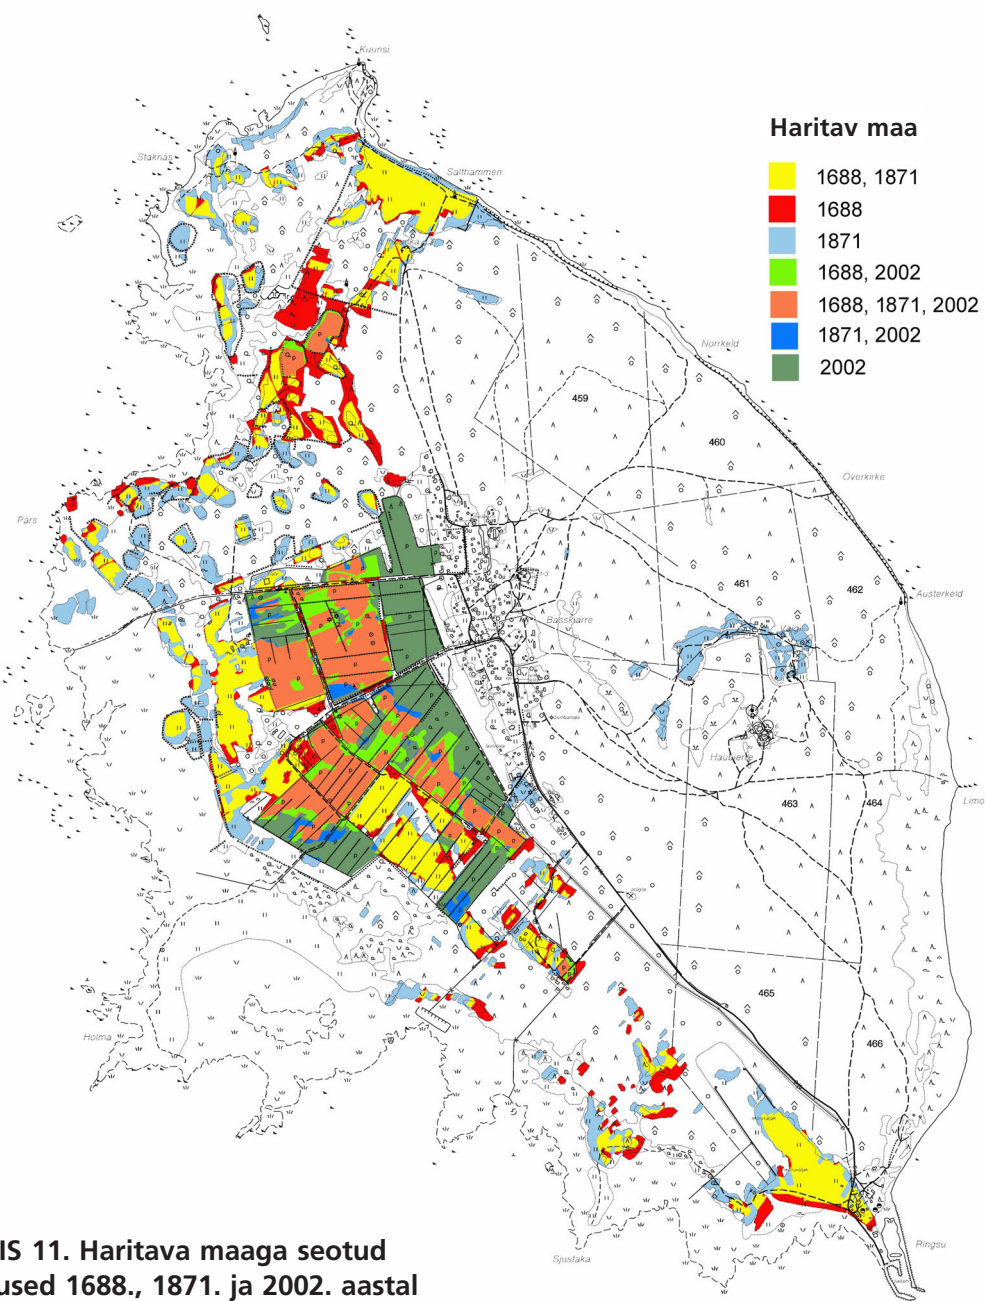 Kuunsi
Staknäs
Salthammen
Haritav maa
1688, 1871
1688
1871
1688, 2002
1688, 1871, 2002
1871, 2002
2002
Norrkeld
459
460
Överkirke
Pärs
461
462
Austerkeld
Hautjerre
463
464
Limo
465
466
Holma
Sjustaka
Ringsu
IS 11. Haritava maaga seotud
used 1688., 1871. ja 2002. aastal